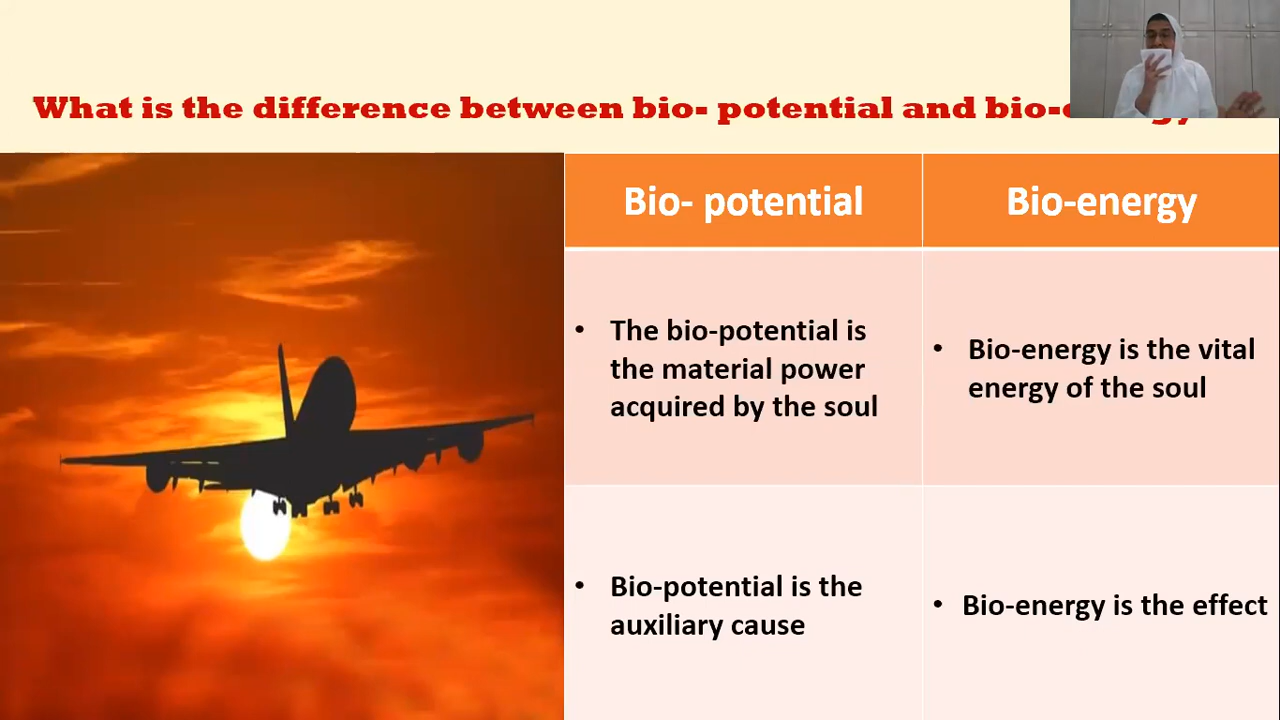 What is the difference between bio- potential and
Bio- potential
Bio-energy
• The bio-potential is
the material power
acquired by the soul
• Bio-energy is the vital
energy of the soul
• Bio-potential is the
auxiliary cause
• Bio-energy is the effect